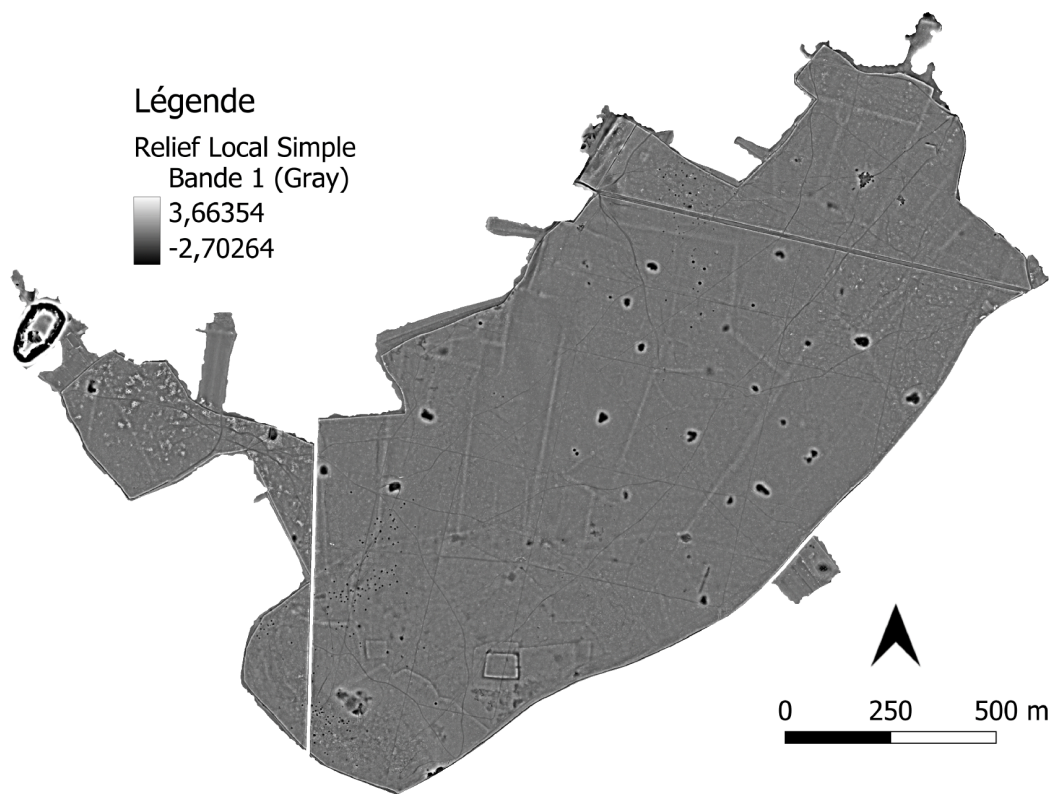 Légende
Relief Local Simple
Bande 1 (Gray)
3,66354
-2,70264
0 250 500 m